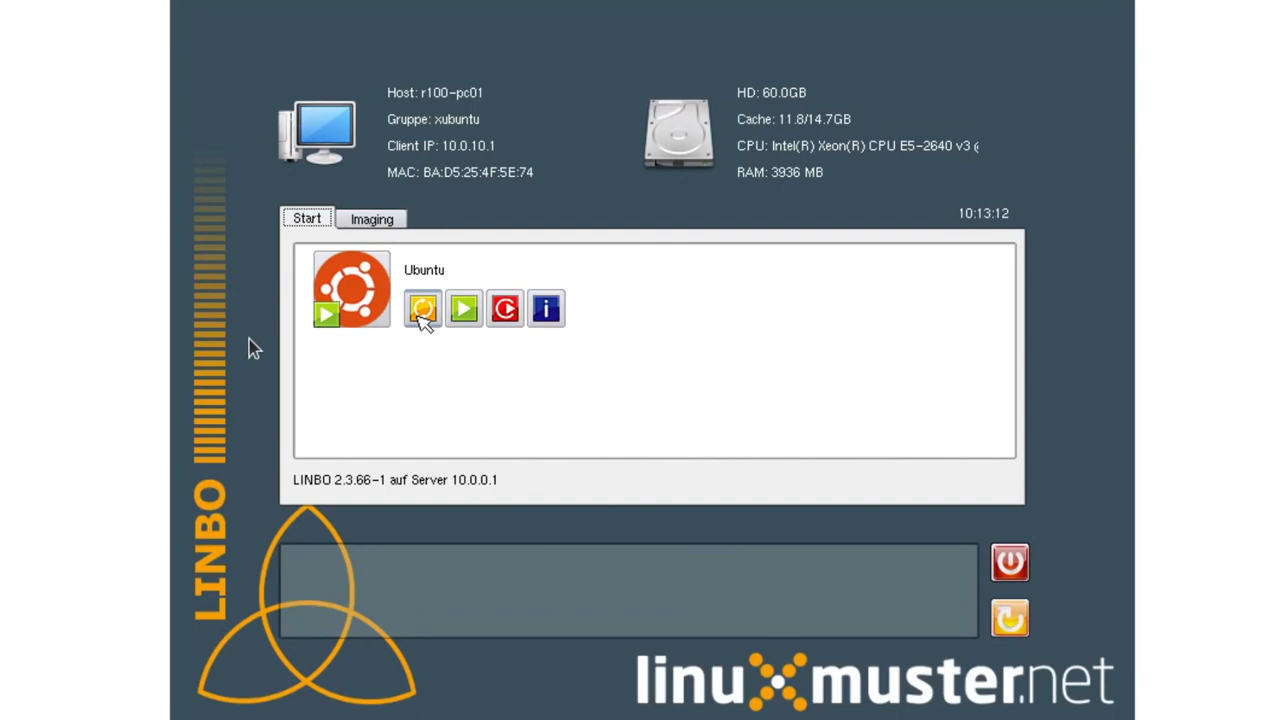 Host: r100-pc01
Gruppe: xubuntu
Client IP: 10.0.10.1
MAC: BA:D5:25:4F:5E:74
HD: 60.0GB
Cache: 11.8/14.7GB
CPU: Intel(R) Xeon(R) CPU E5-2640 v3
RAM: 3936 MB
Start
Imaging
10:13:12
Ubuntu
i
LINBO 2.3.66-1 auf Server 10.0.0.1
LINBO
linuxmuster.net